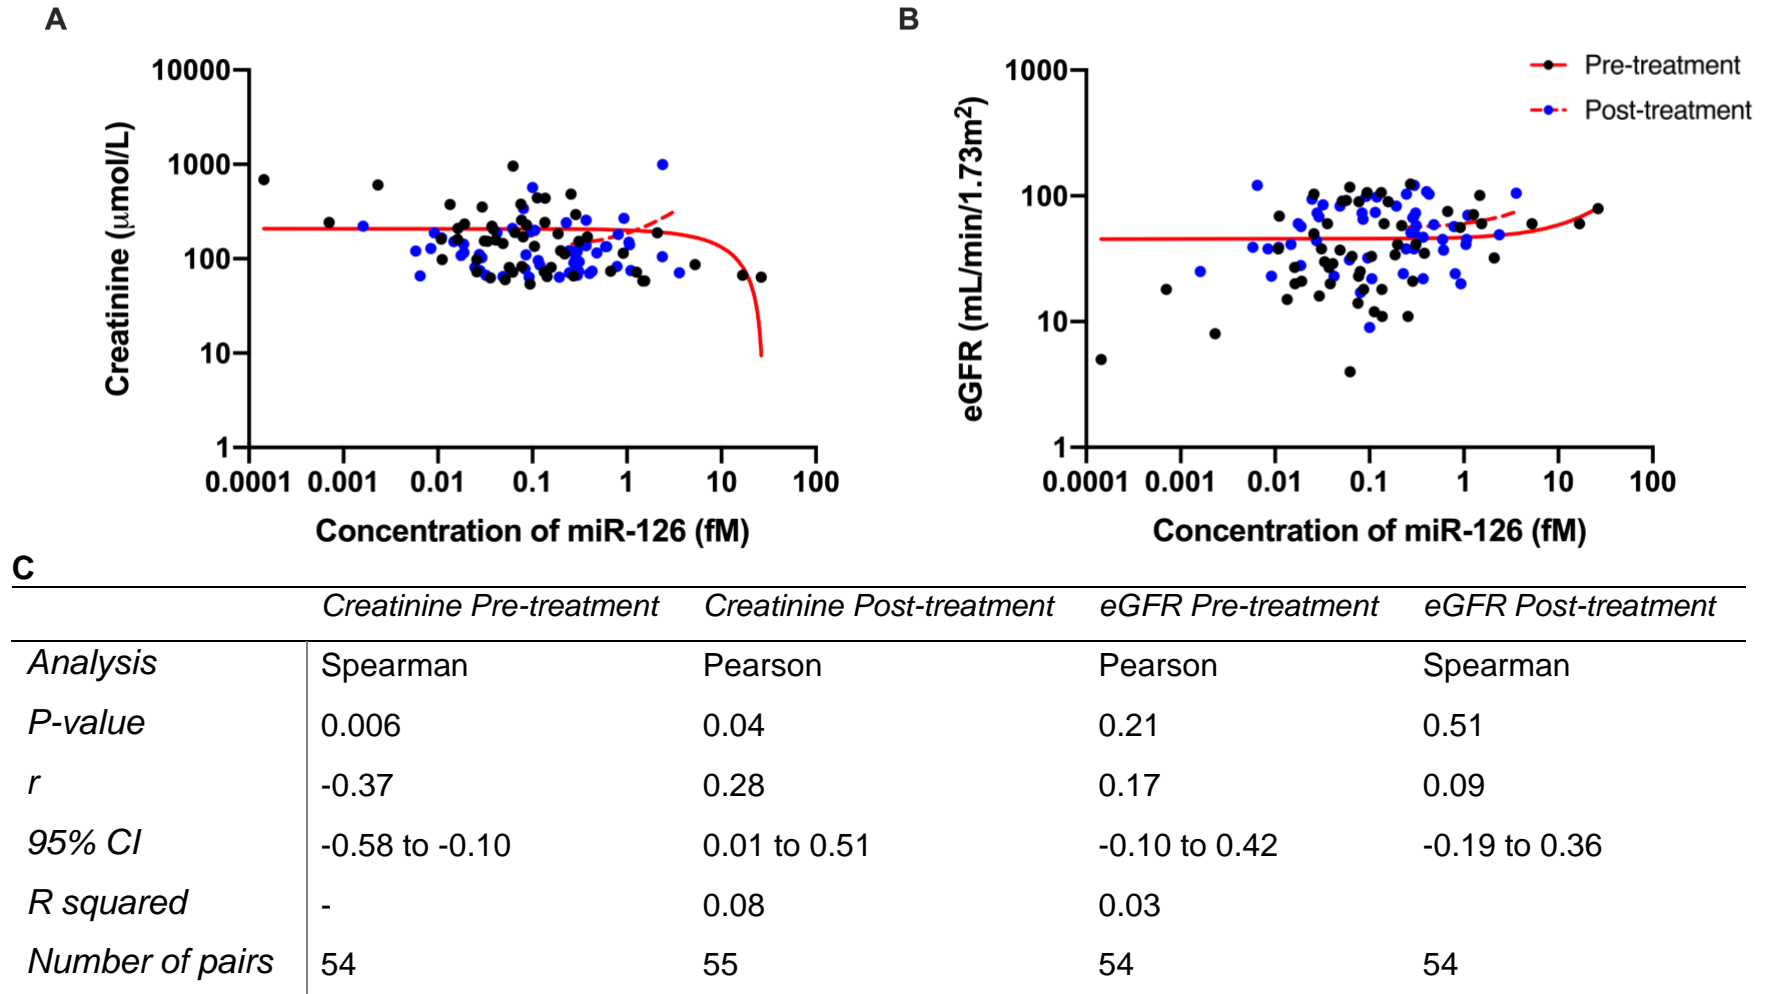 A
B
10000
1000
100
10
1
Creatinine (μmol/L)
0.0001 0.001 0.01 0.1 1 10 100
Concentration of miR-126 (fM)
1000
100
10
1
eGFR (mL/min/1.73m²)
0.0001 0.001 0.01 0.1 1 10 100
Concentration of miR-126 (fM)
Pre-treatment
Post-treatment
C
Creatinine Pre-treatment Creatinine Post-treatment eGFR Pre-treatment eGFR Post-treatment
Analysis Spearman Pearson Pearson Spearman
P-value 0.006 0.04 0.21 0.51
r -0.37 0.28 0.17 0.09
95% CI -0.58 to -0.10 0.01 to 0.51 -0.10 to 0.42 -0.19 to 0.36
R squared - 0.08 0.03
Number of pairs 54 55 54 54